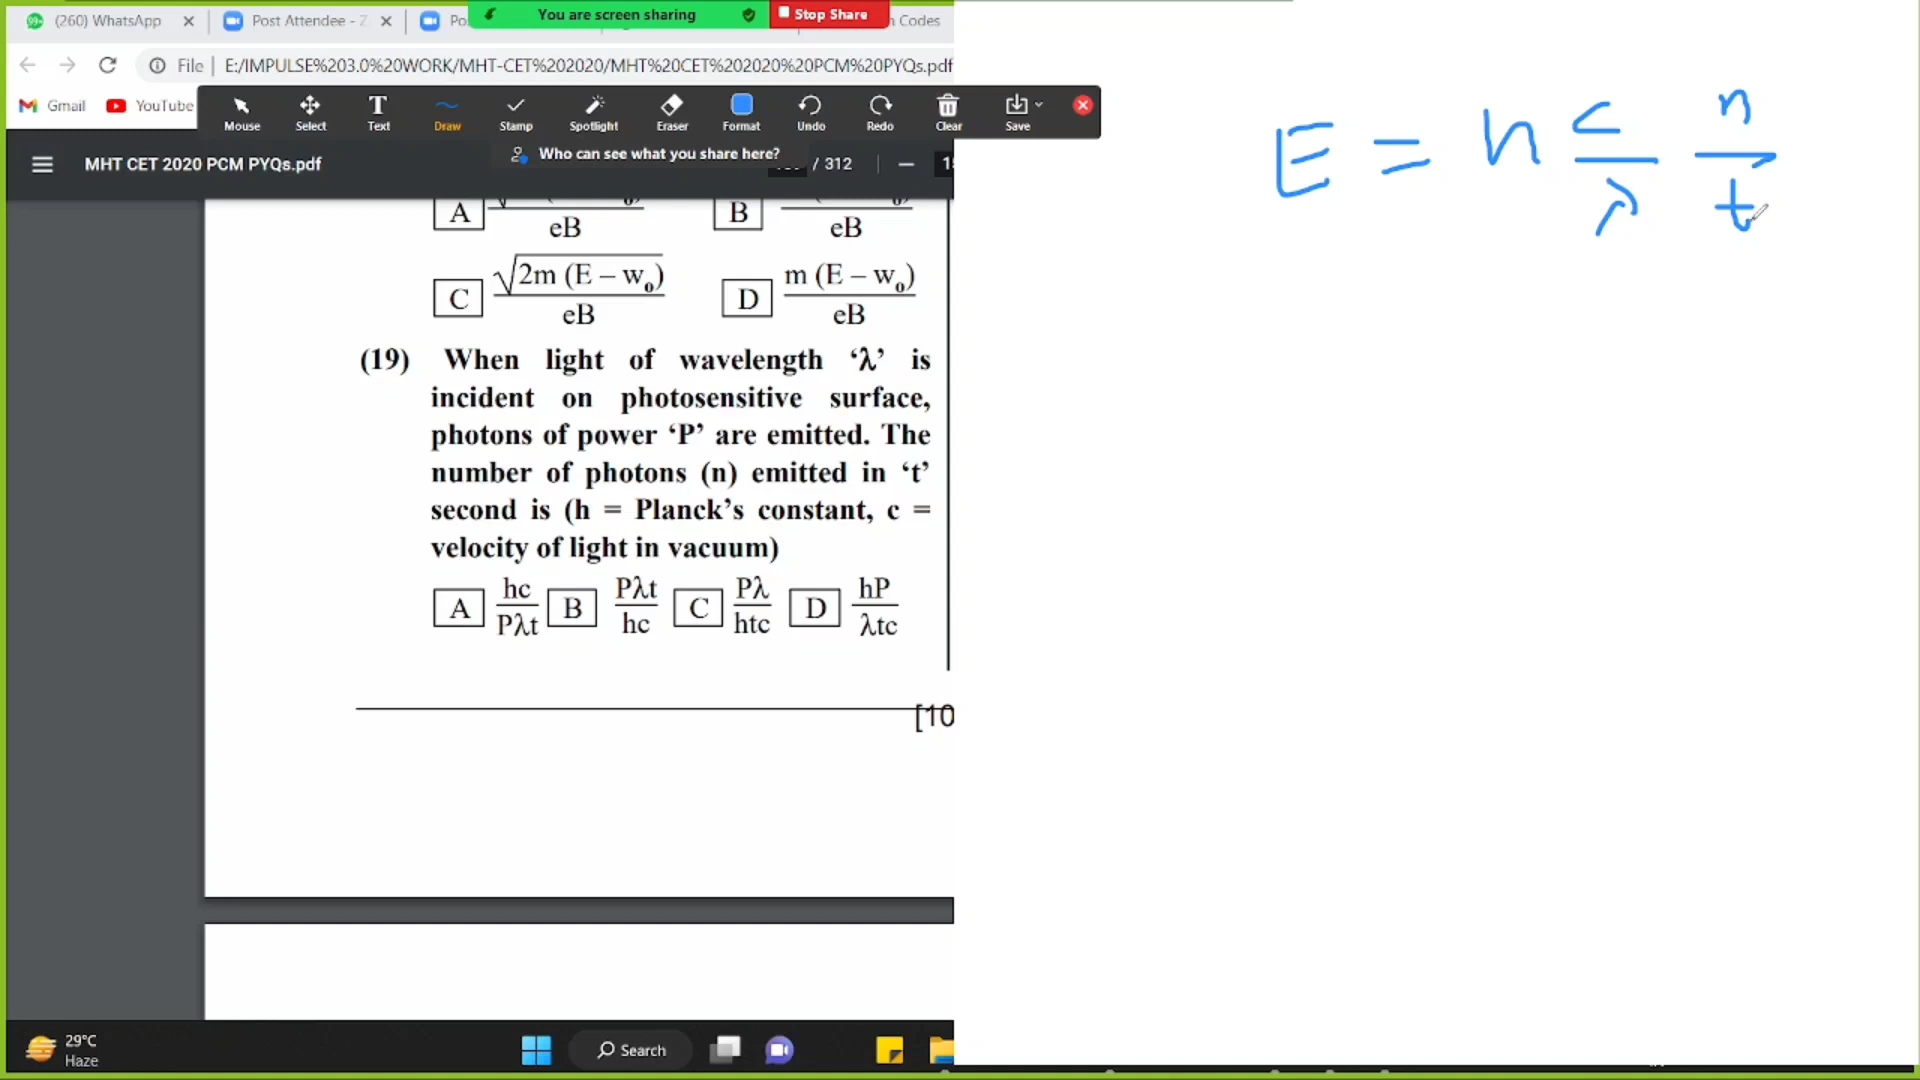 (260) WhatsApp
Post Attendee - Z
Po
You are screen sharing
Stop Share
n Codes
File
E:/IMPULSE%203.0%20WORK/MHT-CET%202020/MHT%20CET%202020%20PCM%20PYQs.pdf
Gmail
YouTube
Mouse
Select
Text
Draw
Stamp
Spotlight
Eraser
Format
Undo
Redo
Clear
Save
Who can see what you share here?
MHT CET 2020 PCM PYQs.pdf
/ 312
A
eB
B
eB
C √2m (E – w₀) / eB
D m (E – w₀) / eB
(19) When light of wavelength ‘λ’ is
incident on photosensitive surface,
photons of power ‘P’ are emitted. The
number of photons (n) emitted in ‘t’
second is (h = Planck’s constant, c =
velocity of light in vacuum)
A hc/Pλt B Pλt/hc C Pλ/htc D hP/λtc
[10
E = h c/λ n/t
29°C
Haze
Search